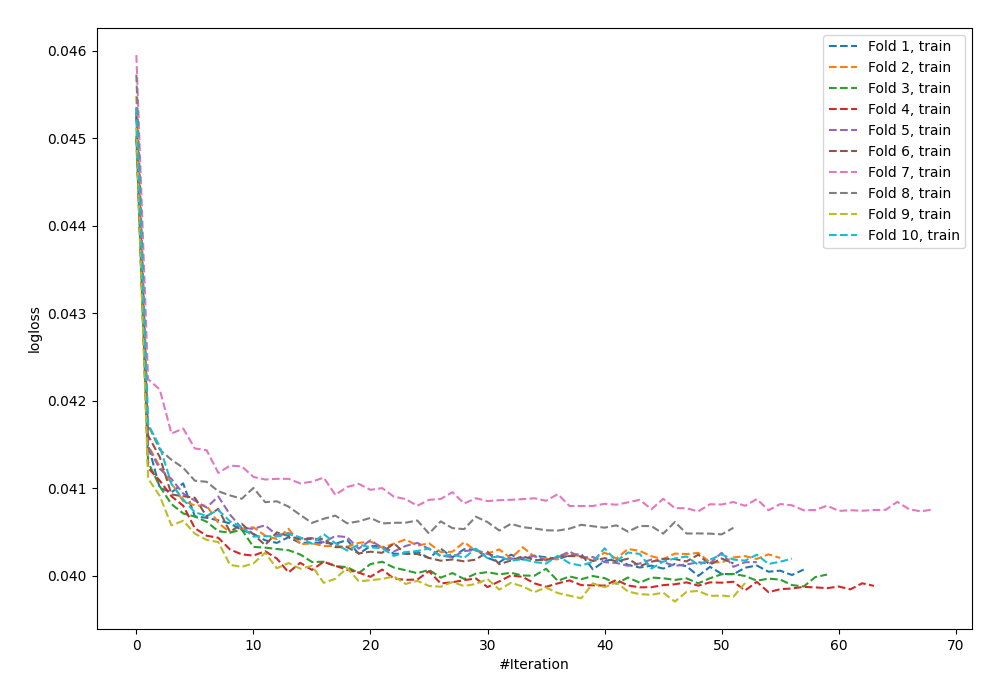 0.046
0.045
0.044
0.043
0.042
0.041
0.040
logloss
0
10
20
30
40
50
60
70
#Iteration
Fold 1, train
Fold 2, train
Fold 3, train
Fold 4, train
Fold 5, train
Fold 6, train
Fold 7, train
Fold 8, train
Fold 9, train
Fold 10, train